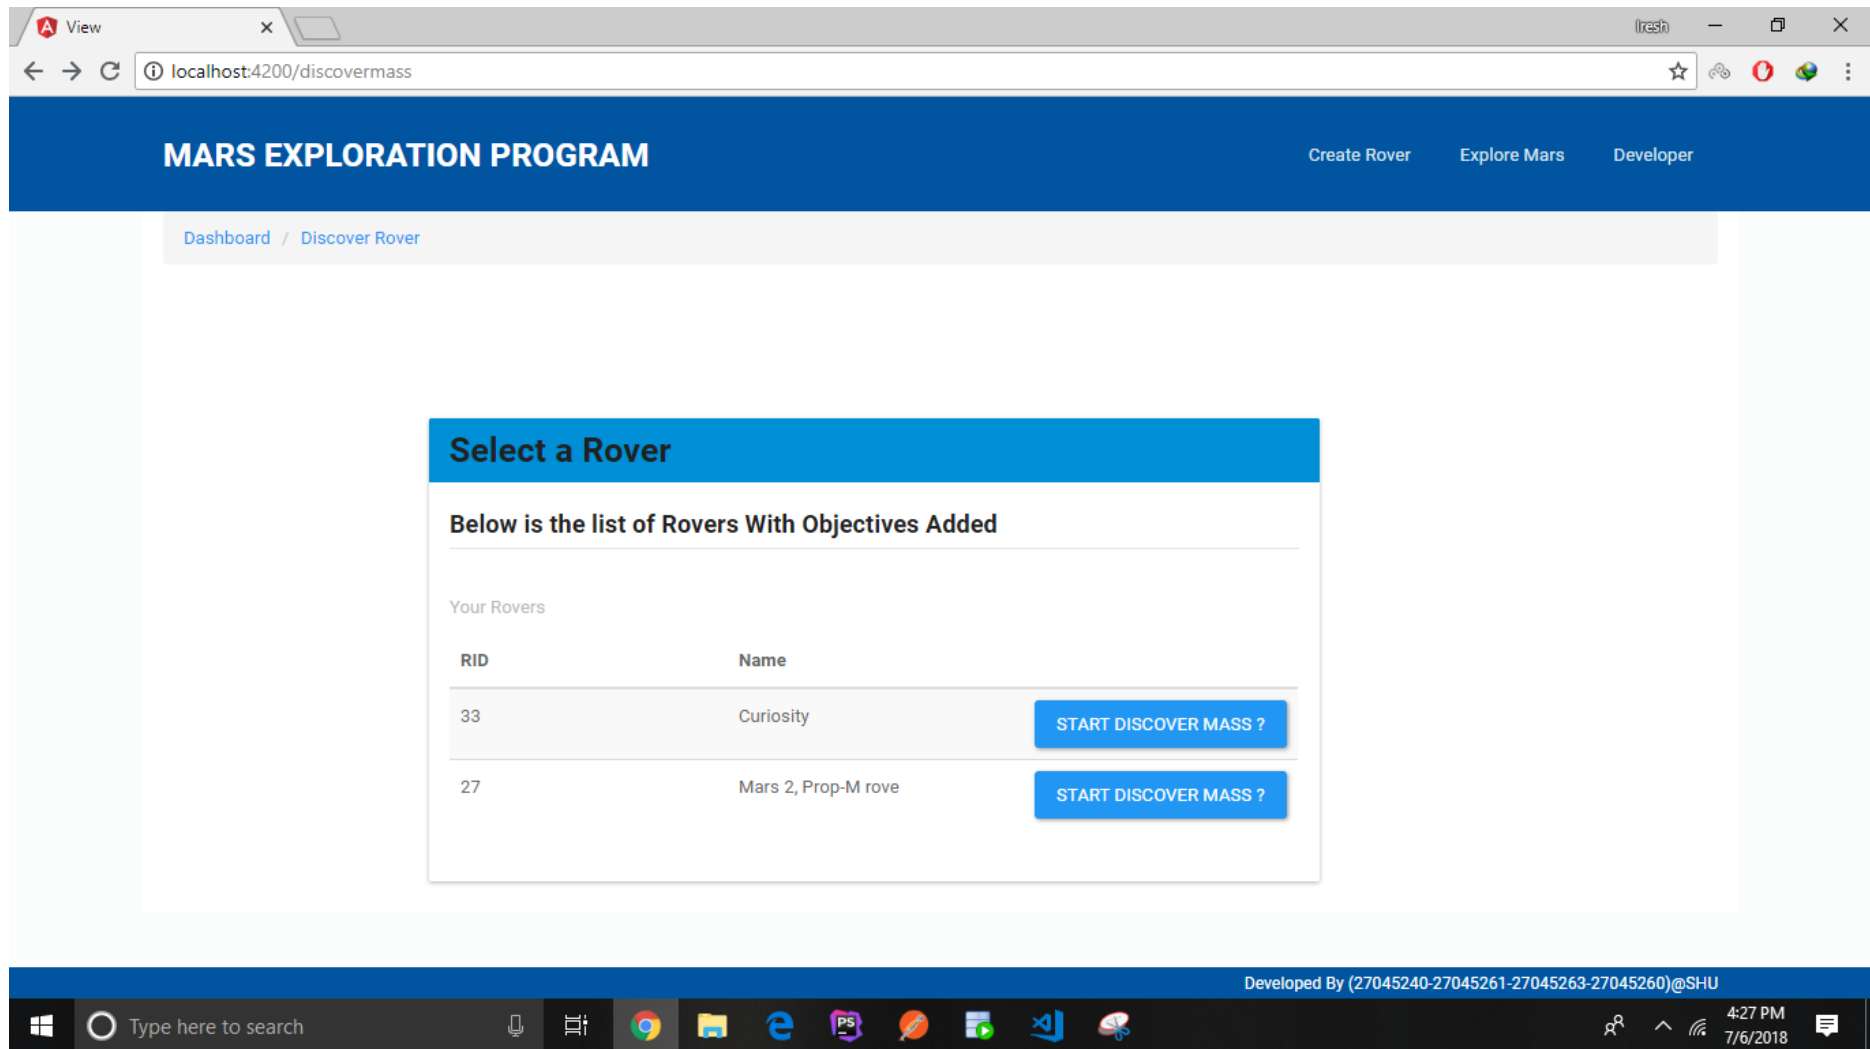 View
Iresh
localhost:4200/discovermass
MARS EXPLORATION PROGRAM
Create Rover Explore Mars Developer
Dashboard / Discover Rover
Select a Rover
Below is the list of Rovers With Objectives Added
Your Rovers
RID Name
33 Curiosity START DISCOVER MASS ?
27 Mars 2, Prop-M rove START DISCOVER MASS ?
Developed By (27045240-27045261-27045263-27045260)@SHU
Type here to search
PS
4:27 PM
7/6/2018